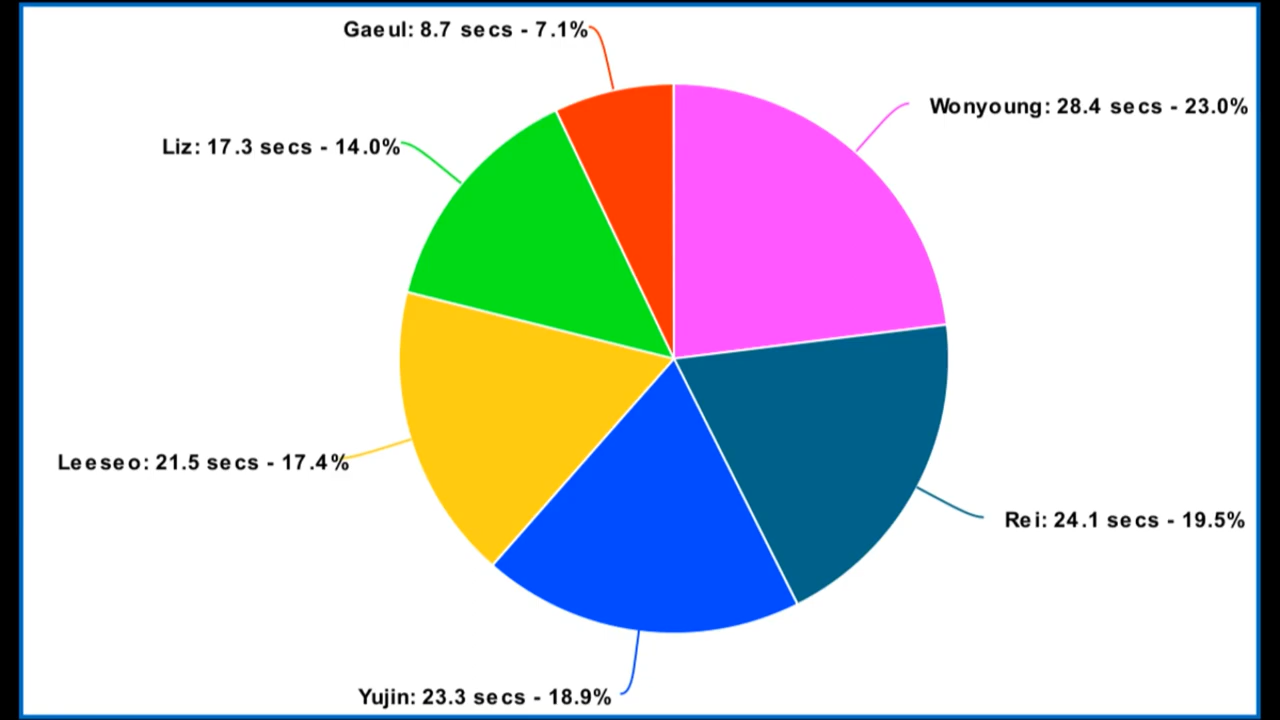 Gaeul: 8.7 secs - 7.1%
Wonyoung: 28.4 secs - 23.0%
Liz: 17.3 secs - 14.0%
Leeseo: 21.5 secs - 17.4%
Rei: 24.1 secs - 19.5%
Yujin: 23.3 secs - 18.9%